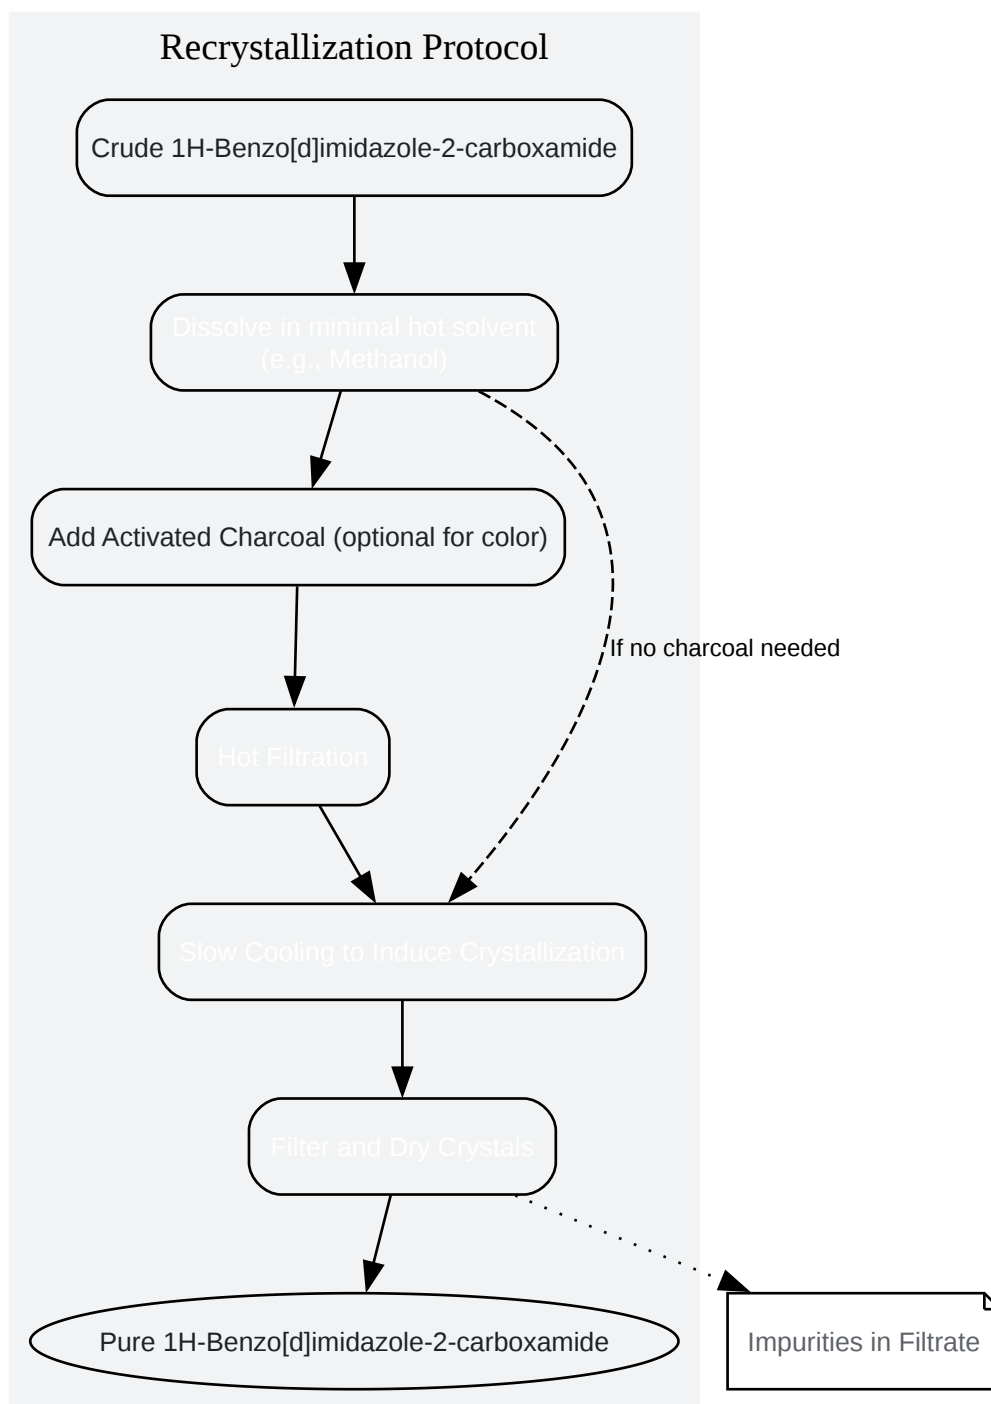 Recrystallization Protocol
Crude 1H-Benzo[d]imidazole-2-carboxamide
Dissolve in minimal hot solvent
(e.g., Methanol)
Add Activated Charcoal (optional for color)
If no charcoal needed
Hot Filtration
Slow Cooling to Induce Crystallization
Filter and Dry Crystals
Pure 1H-Benzo[d]imidazole-2-carboxamide
Impurities in Filtrate